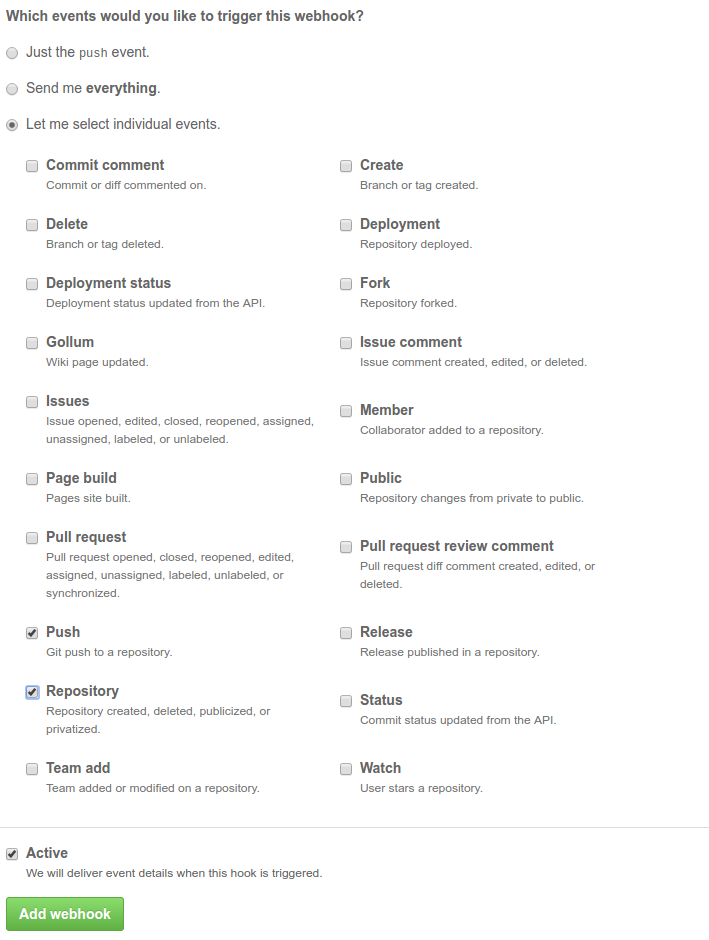 Which events would you like to trigger this webhook?
Just the push event.
Send me everything.
Let me select individual events.
Commit comment
Commit or diff commented on.
Create
Branch or tag created.
Delete
Branch or tag deleted.
Deployment
Repository deployed.
Deployment status
Deployment status updated from the API.
Fork
Repository forked.
Gollum
Wiki page updated.
Issue comment
Issue comment created, edited, or deleted.
Issues
Issue opened, edited, closed, reopened, assigned,
unassigned, labeled, or unlabeled.
Member
Collaborator added to a repository.
Page build
Pages site built.
Public
Repository changes from private to public.
Pull request
Pull request opened, closed, reopened, edited,
assigned, unassigned, labeled, unlabeled, or
synchronized.
Pull request review comment
Pull request diff comment created, edited, or
deleted.
Push
Git push to a repository.
Release
Release published in a repository.
Repository
Repository created, deleted, publicized, or
privatized.
Status
Commit status updated from the API.
Team add
Team added or modified on a repository.
Watch
User stars a repository.
Active
We will deliver event details when this hook is triggered.
Add webhook